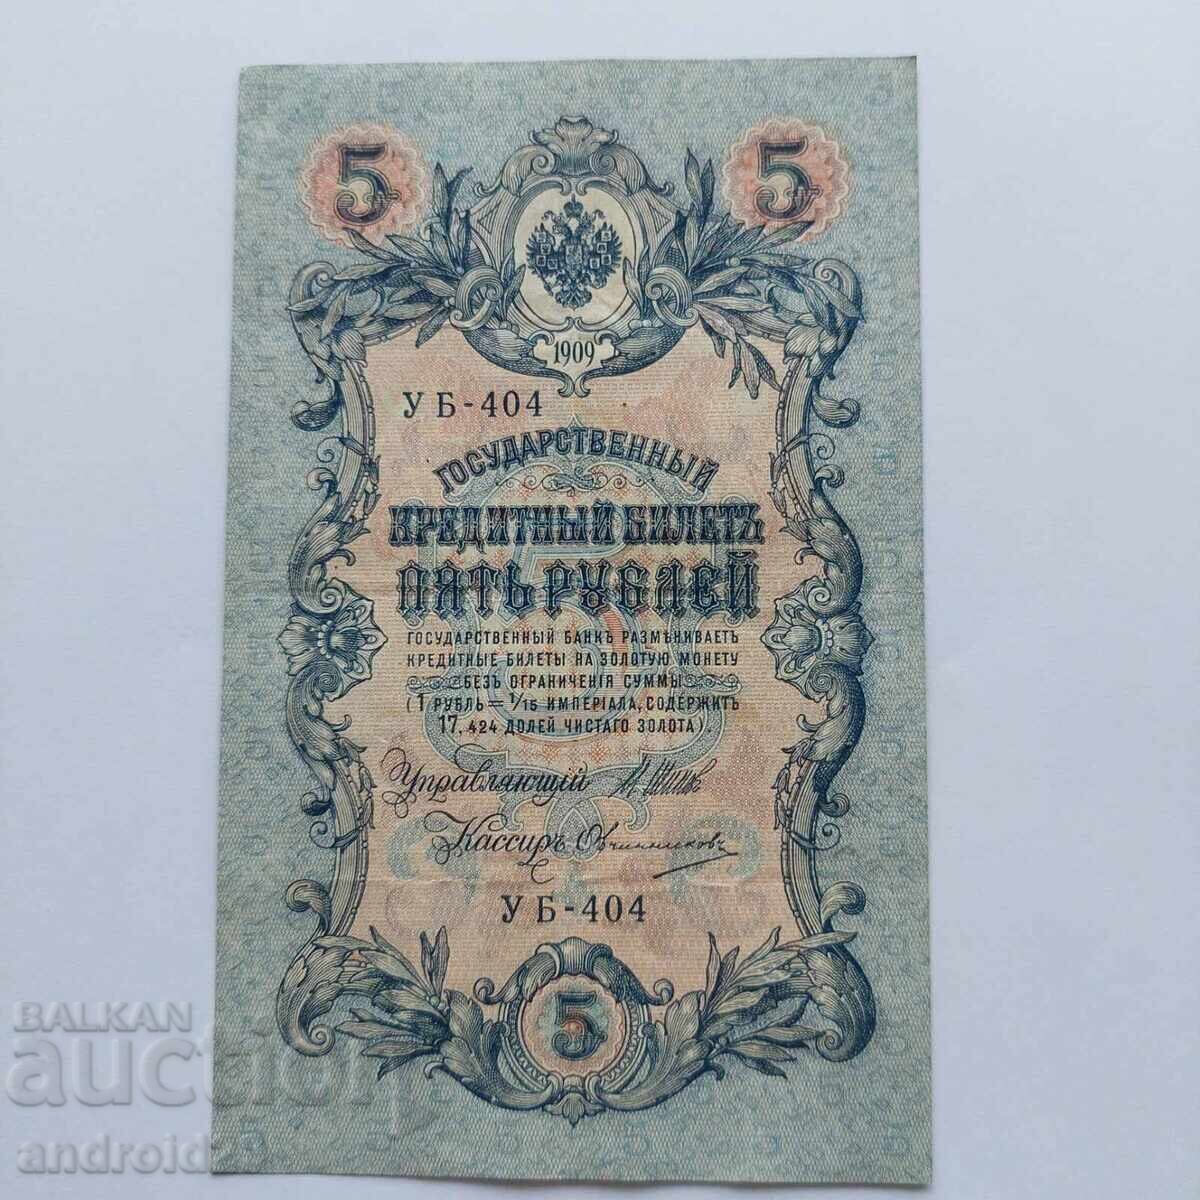 5 5
1909
УБ-404
ГОСУДАРСТВЕННЫЙ
КРЕДИТНЫЙ БИЛЕТЪ
ПЯТЬ РУБЛЕЙ
ГОСУДАРСТВЕННЫЙ БАНКЪ РАЗМѢНИВАЕТЪ
КРЕДИТНЫЕ БИЛЕТЫ НА ЗОЛОТУЮ МОНЕТУ
БЕЗЪ ОГРАНИЧЕНІЯ СУММЫ
(1 РУБЛЬ = 1/15 ИМПЕРІАЛА, СОДЕРЖИТЪ
17,424 ДОЛЕЙ ЧИСТАГО ЗОЛОТА).
Управляющій
Кассиръ Овчинниковъ
УБ-404
5
BALKAN
auction